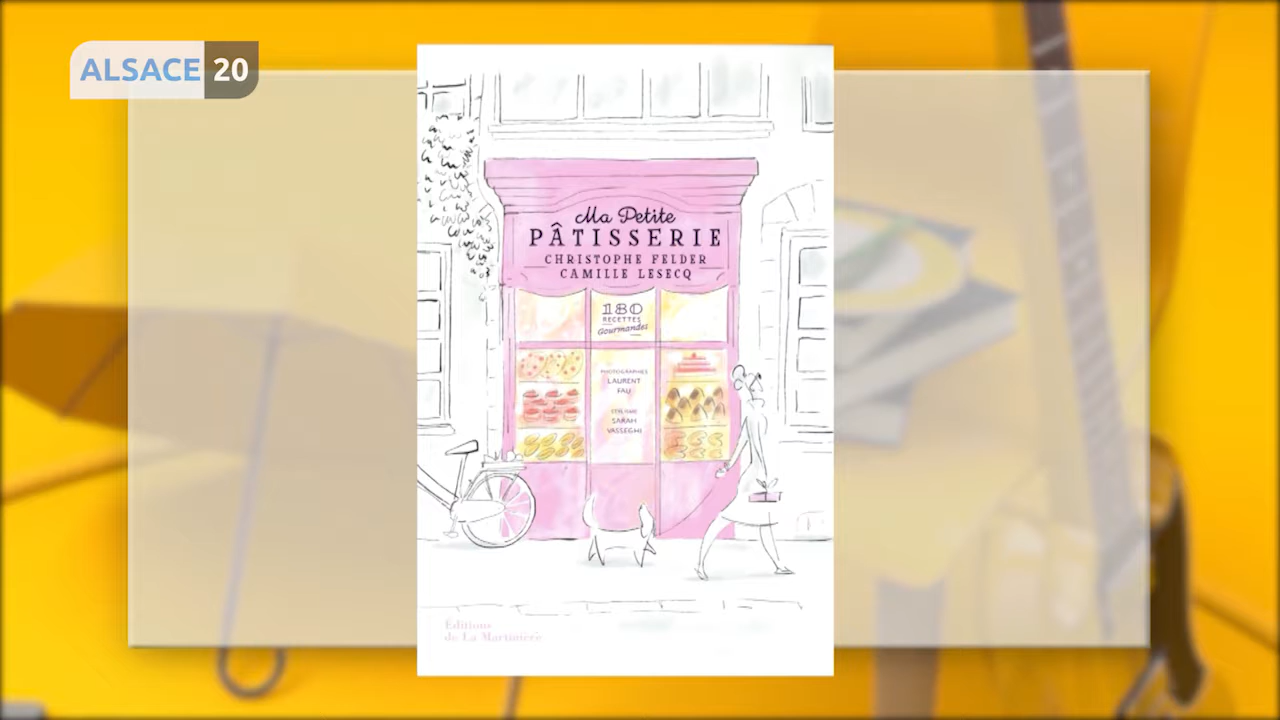 ALSACE 20
Ma Petite
PÂTISSERIE
CHRISTOPHE FELDER
CAMILLE LESECQ
180
RECETTES
Gourmandes
PHOTOGRAPHIES
LAURENT
FAU
STYLISME
SARAH
VASSEGHI
Éditions
de La Martinière